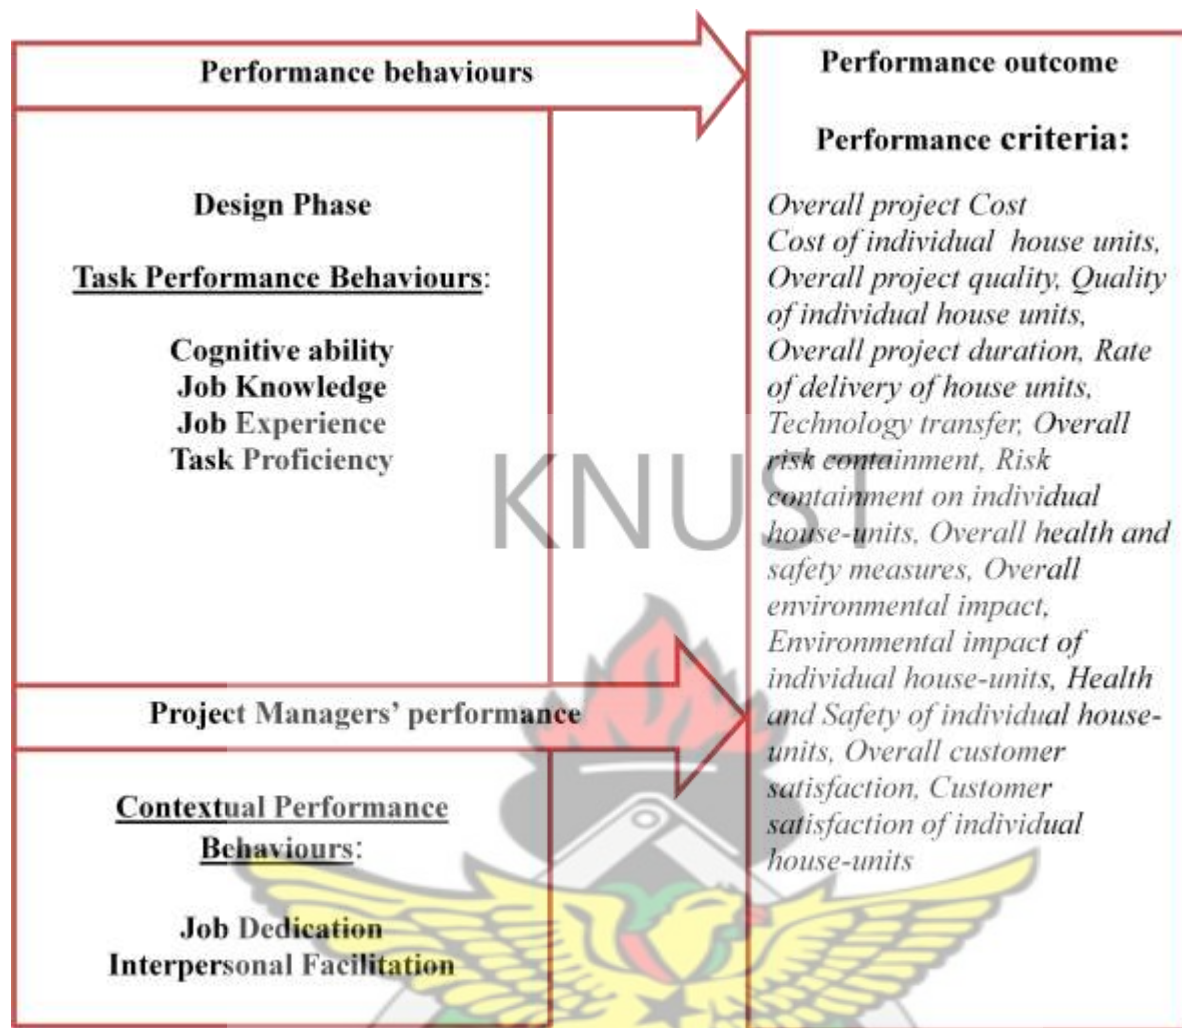 Performance behaviours
Design Phase
Task Performance Behaviours:
Cognitive ability
Job Knowledge
Job Experience
Task Proficiency
Project Managers' performance
Contextual Performance
Behaviours:
Job Dedication
Interpersonal Facilitation
Performance outcome
Performance criteria:
Overall project Cost
Cost of individual house units,
Overall project quality, Quality
of individual house units,
Overall project duration, Rate
of delivery of house units,
Technology transfer, Overall
risk containment, Risk
containment on individual
house-units, Overall health and
safety measures, Overall
environmental impact,
Environmental impact of
individual house-units, Health
and Safety of individual house-
units, Overall customer
satisfaction, Customer
satisfaction of individual
house-units
KNUST